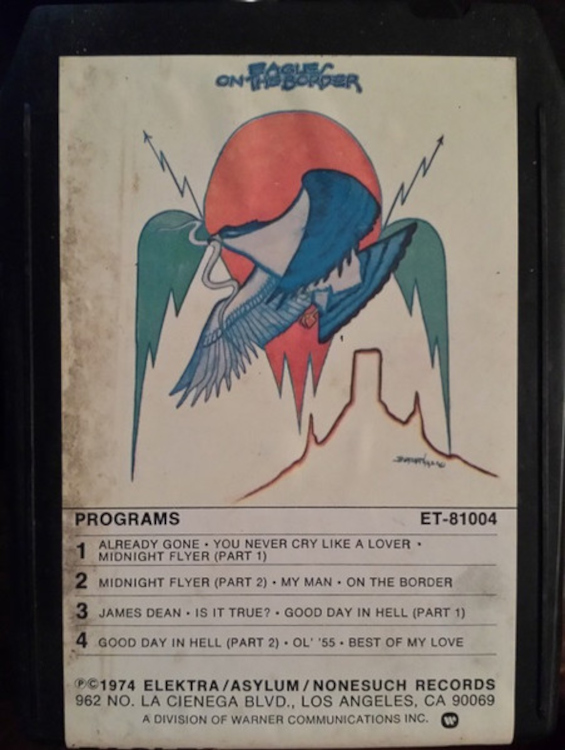 EAGLES
ON THE BORDER
PROGRAMS ET-81004
1 ALREADY GONE • YOU NEVER CRY LIKE A LOVER •
MIDNIGHT FLYER (PART 1)
2 MIDNIGHT FLYER (PART 2) • MY MAN • ON THE BORDER
3 JAMES DEAN • IS IT TRUE? • GOOD DAY IN HELL (PART 1)
4 GOOD DAY IN HELL (PART 2) • OL' '55 • BEST OF MY LOVE
℗©1974 ELEKTRA/ASYLUM/NONESUCH RECORDS
962 NO. LA CIENEGA BLVD., LOS ANGELES, CA 90069
A DIVISION OF WARNER COMMUNICATIONS INC.